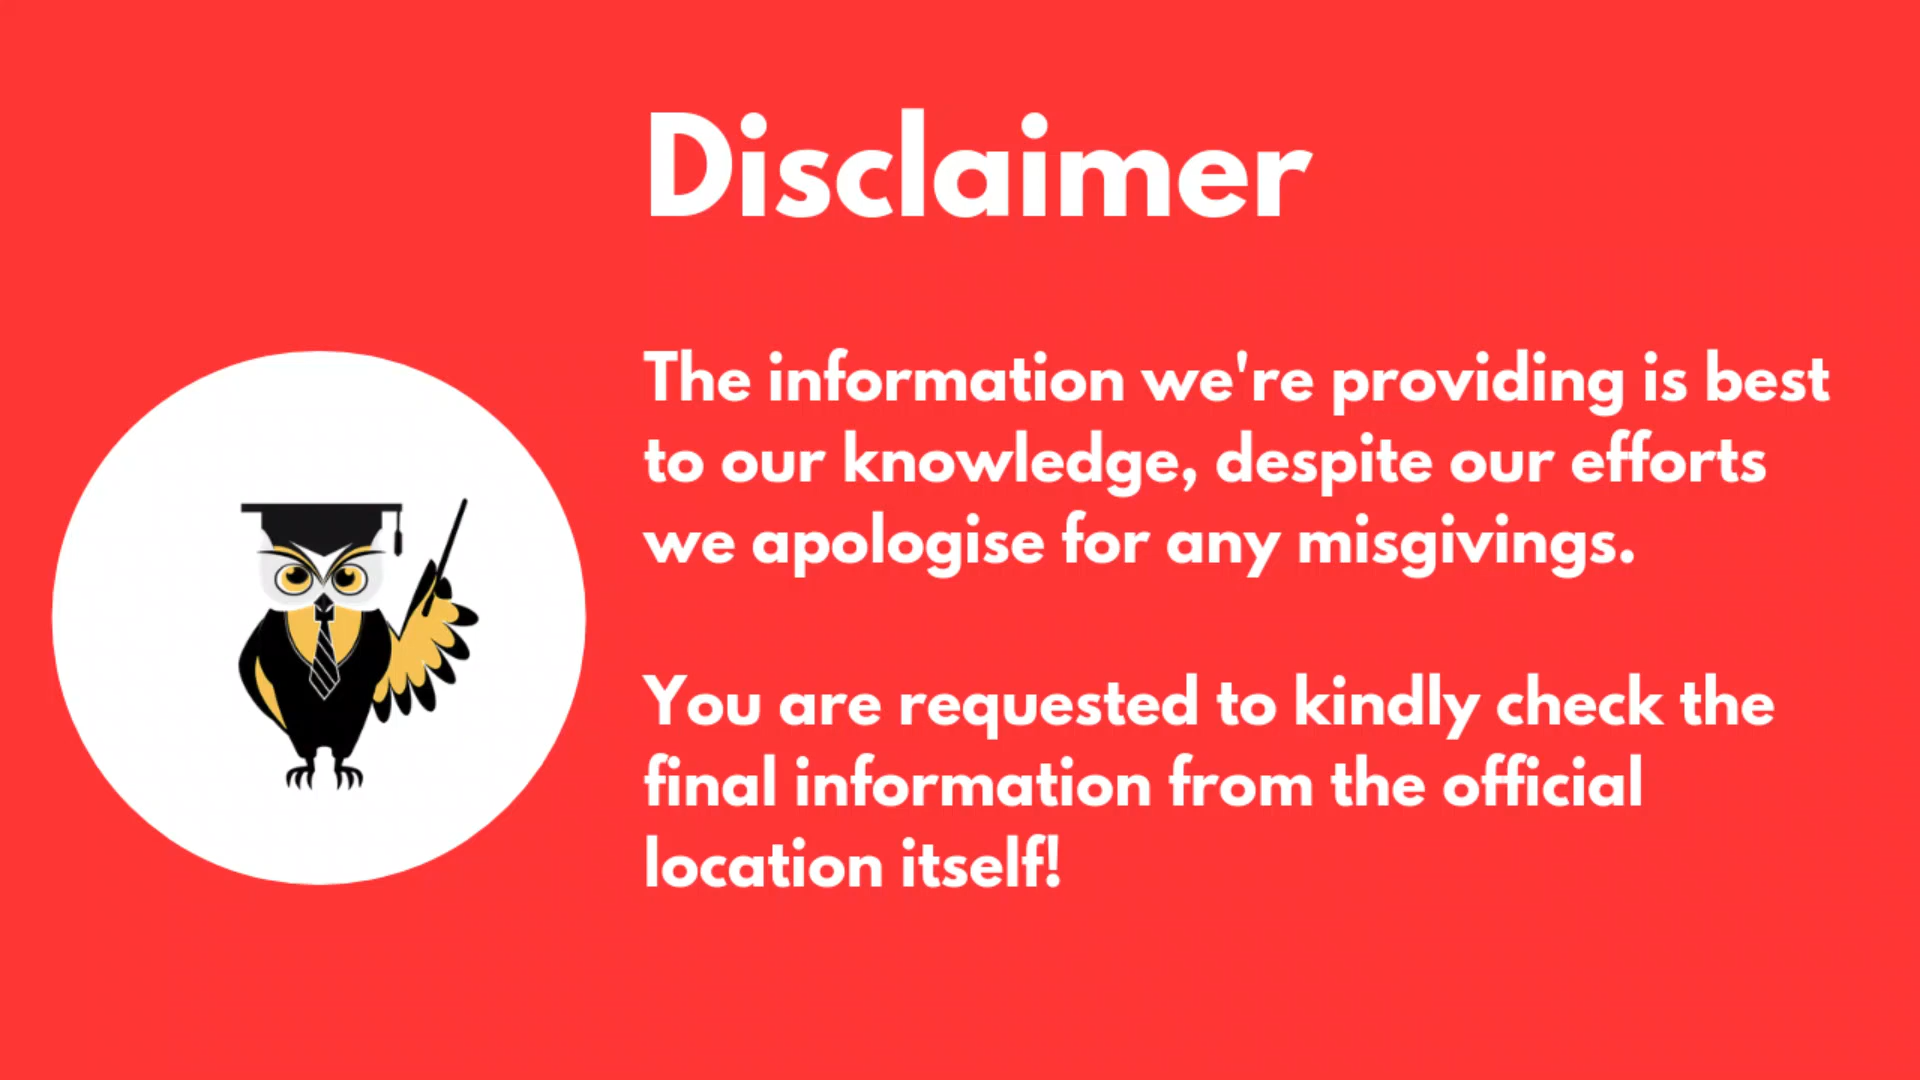 Disclaimer
The information we're providing is best
to our knowledge, despite our efforts
we apologise for any misgivings.
You are requested to kindly check the
final information from the official
location itself!